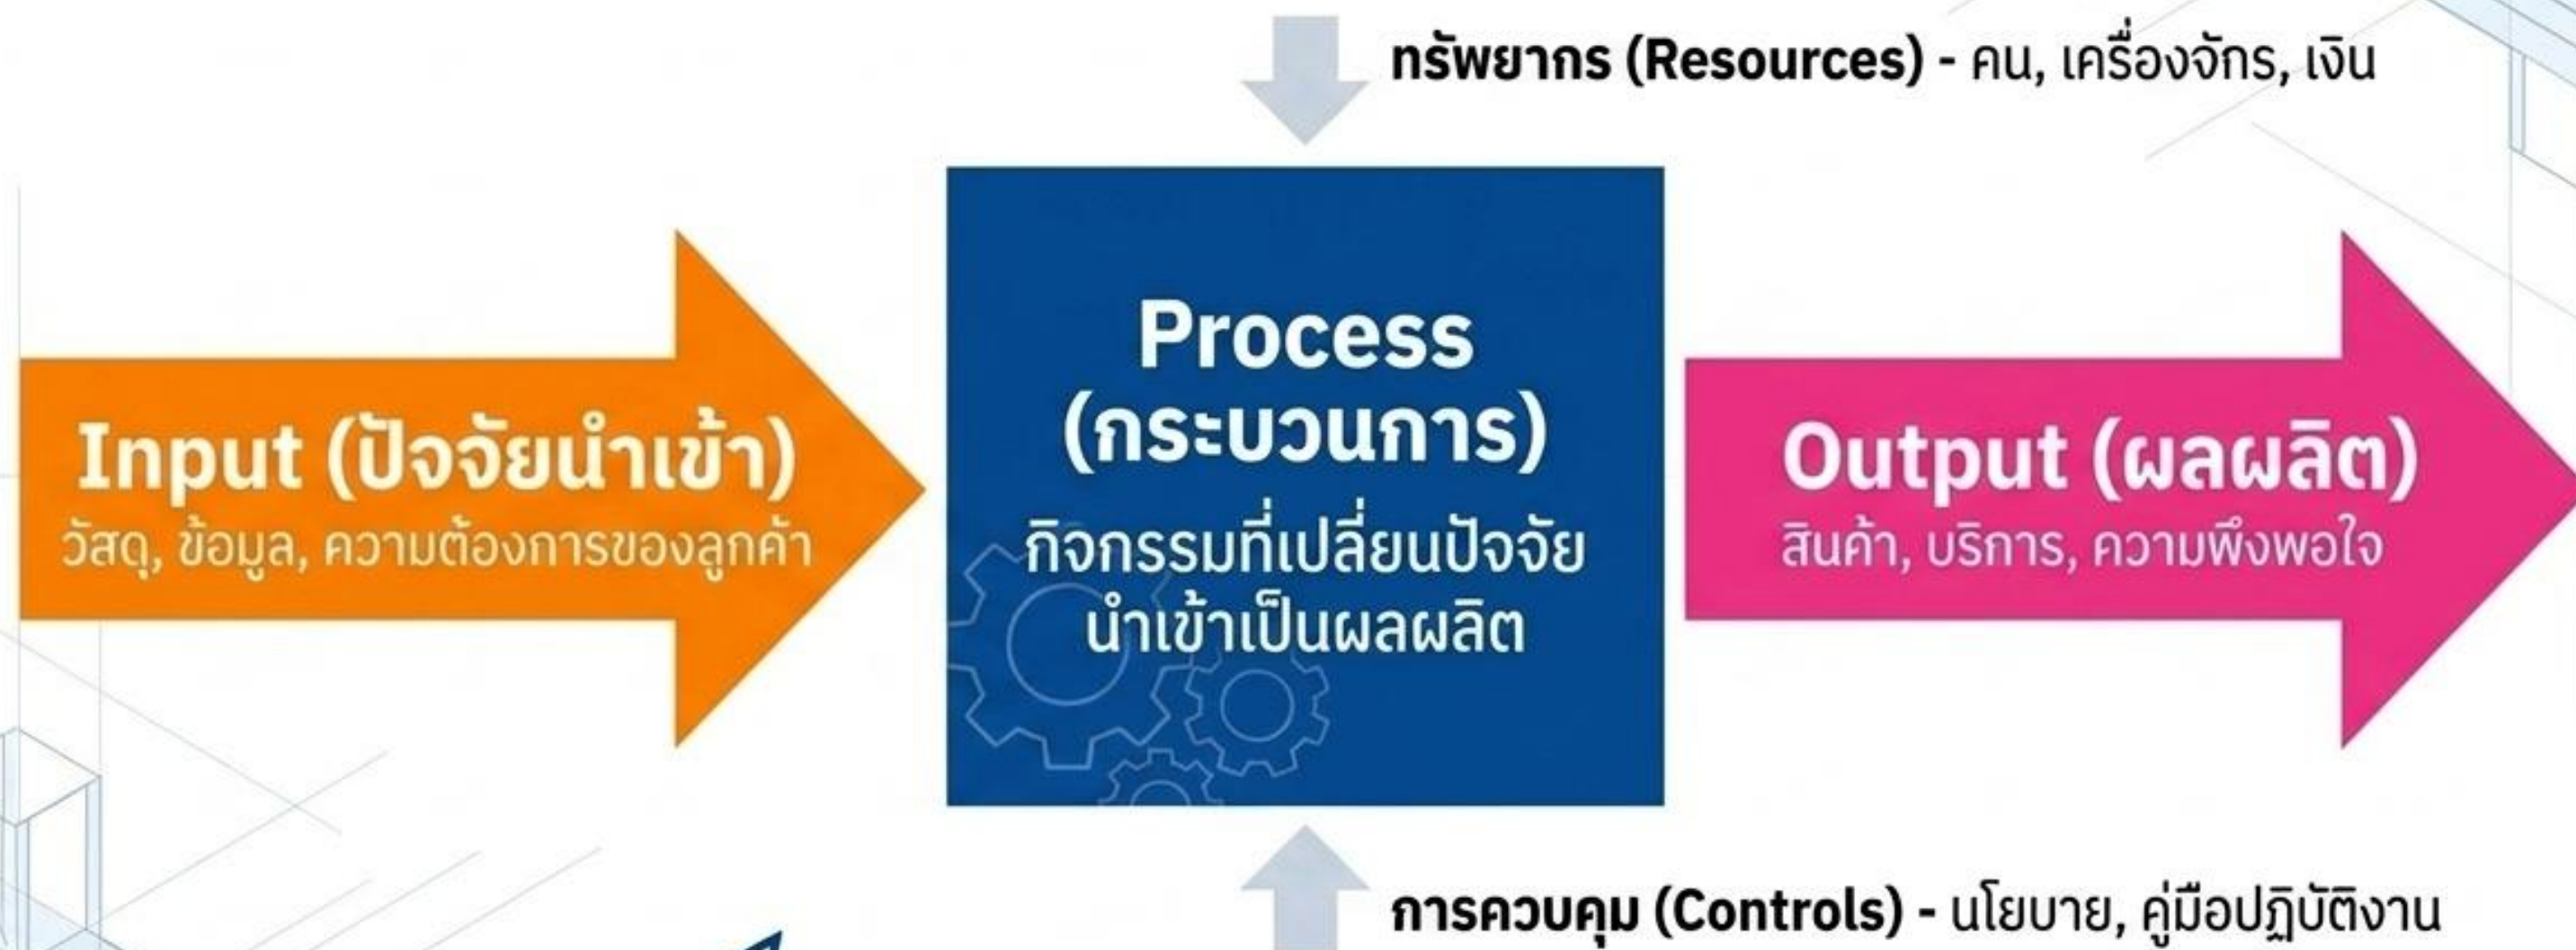 ทรัพยากร (Resources) - คน, เครื่องจักร, เงิน
Input (ปัจจัยนำเข้า)
วัสดุ, ข้อมูล, ความต้องการของลูกค้า
Process
(กระบวนการ)
กิจกรรมที่เปลี่ยนปัจจัย
นำเข้าเป็นผลผลิต
Output (ผลผลิต)
สินค้า, บริการ, ความพึงพอใจ
การควบคุม (Controls) - นโยบาย, คู่มือปฏิบัติงาน